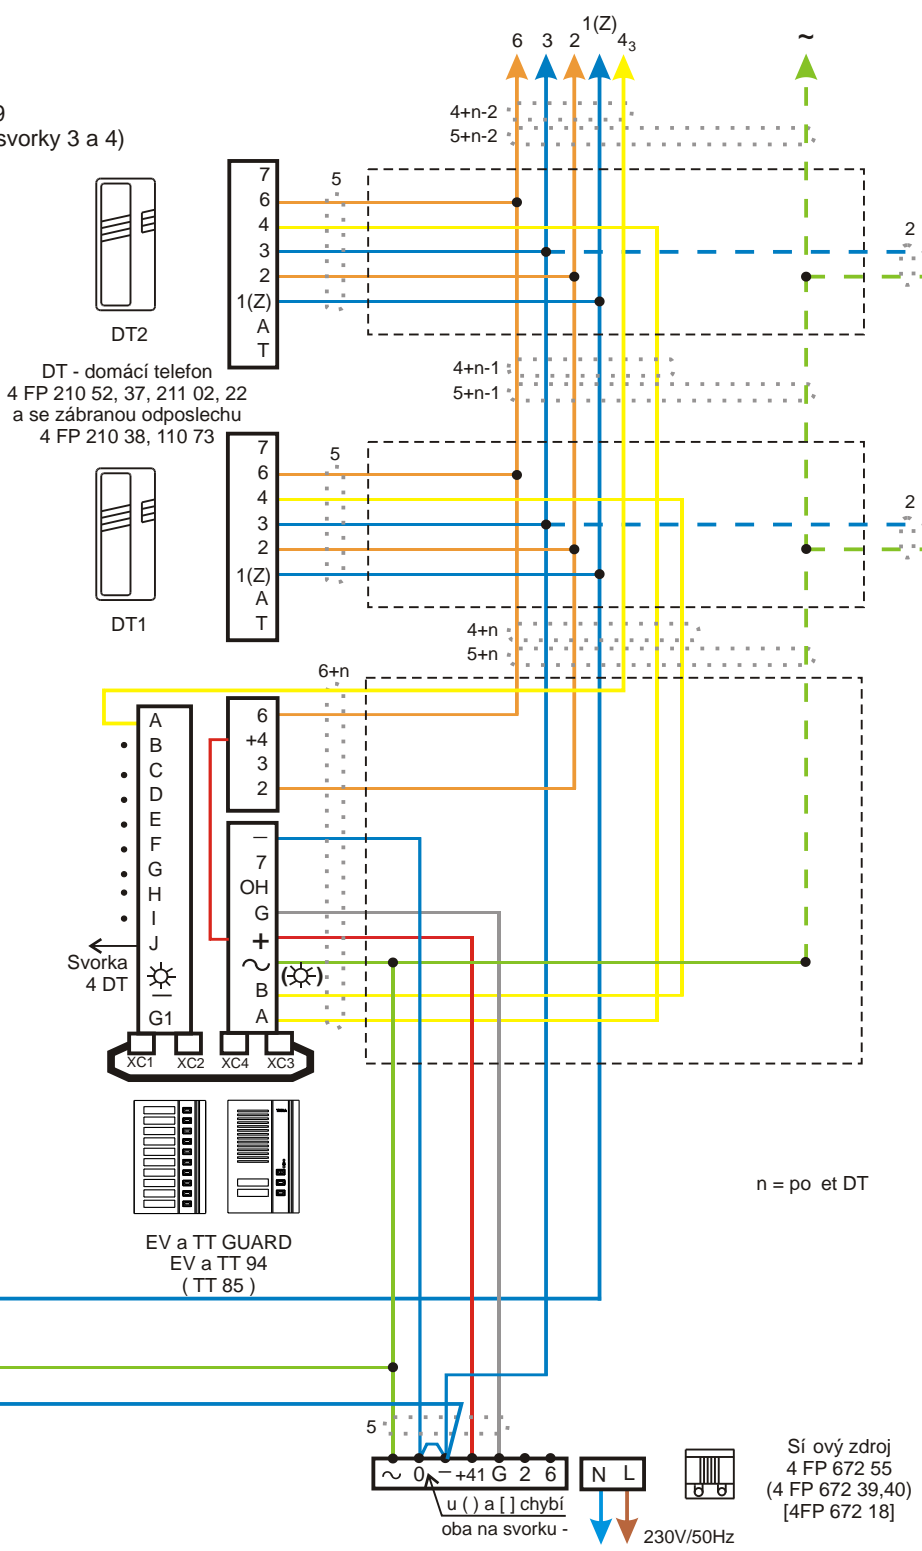 1(Z)
6 3 2 4₃ ~
4+n-2
5+n-2
9
svorky 3 a 4)
7
6
4
3
2
1(Z)
A
T
5
2
DT2
4+n-1
5+n-1
DT - domácí telefon
4 FP 210 52, 37, 211 02, 22
a se zábranou odposlechu
4 FP 210 38, 110 73
7
6
4
3
2
1(Z)
A
T
5
2
DT1
4+n
5+n
6+n
A
B
C
D
E
F
G
H
I
J
G1
Svorka
4 DT
6
+4
3
2
—
7
OH
G
+
~
B
A
XC1 XC2 XC4 XC3
n = po et DT
EV a TT GUARD
EV a TT 94
( TT 85 )
5
~ 0 – +41 G 2 6
N L
u ( ) a [ ] chybí
oba na svorku -
230V/50Hz
Sí ový zdroj
4 FP 672 55
(4 FP 672 39,40)
[4FP 672 18]